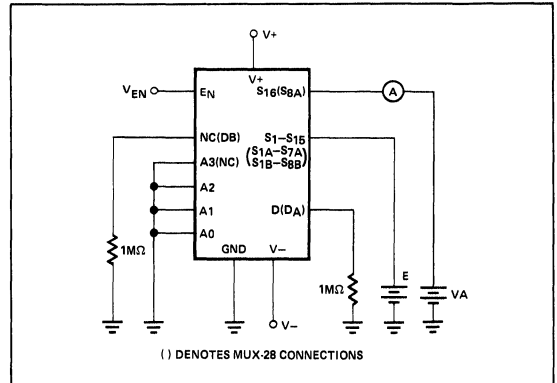 V+
V+
VEN
EN
S16(S8A)
A
NC(DB)
S1–S15
A3(NC)
(S1A–S7A
S1B–S8B)
A2
A1
D(DA)
A0
GND
V–
1MΩ
1MΩ
E
VA
V–
( ) DENOTES MUX-28 CONNECTIONS